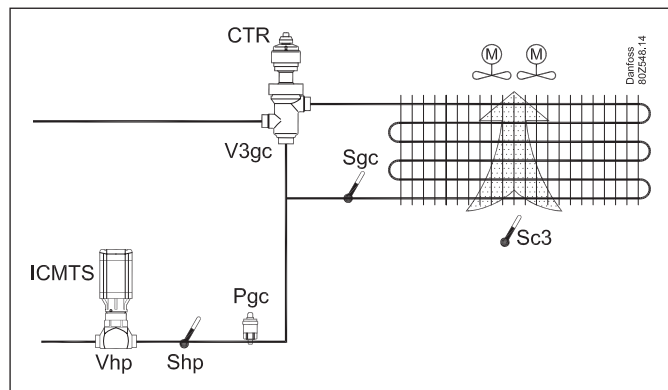 CTR
M M
Danfoss
80Z548.14
V3gc
Sgc
Sc3
ICMTS
Pgc
Vhp
Shp